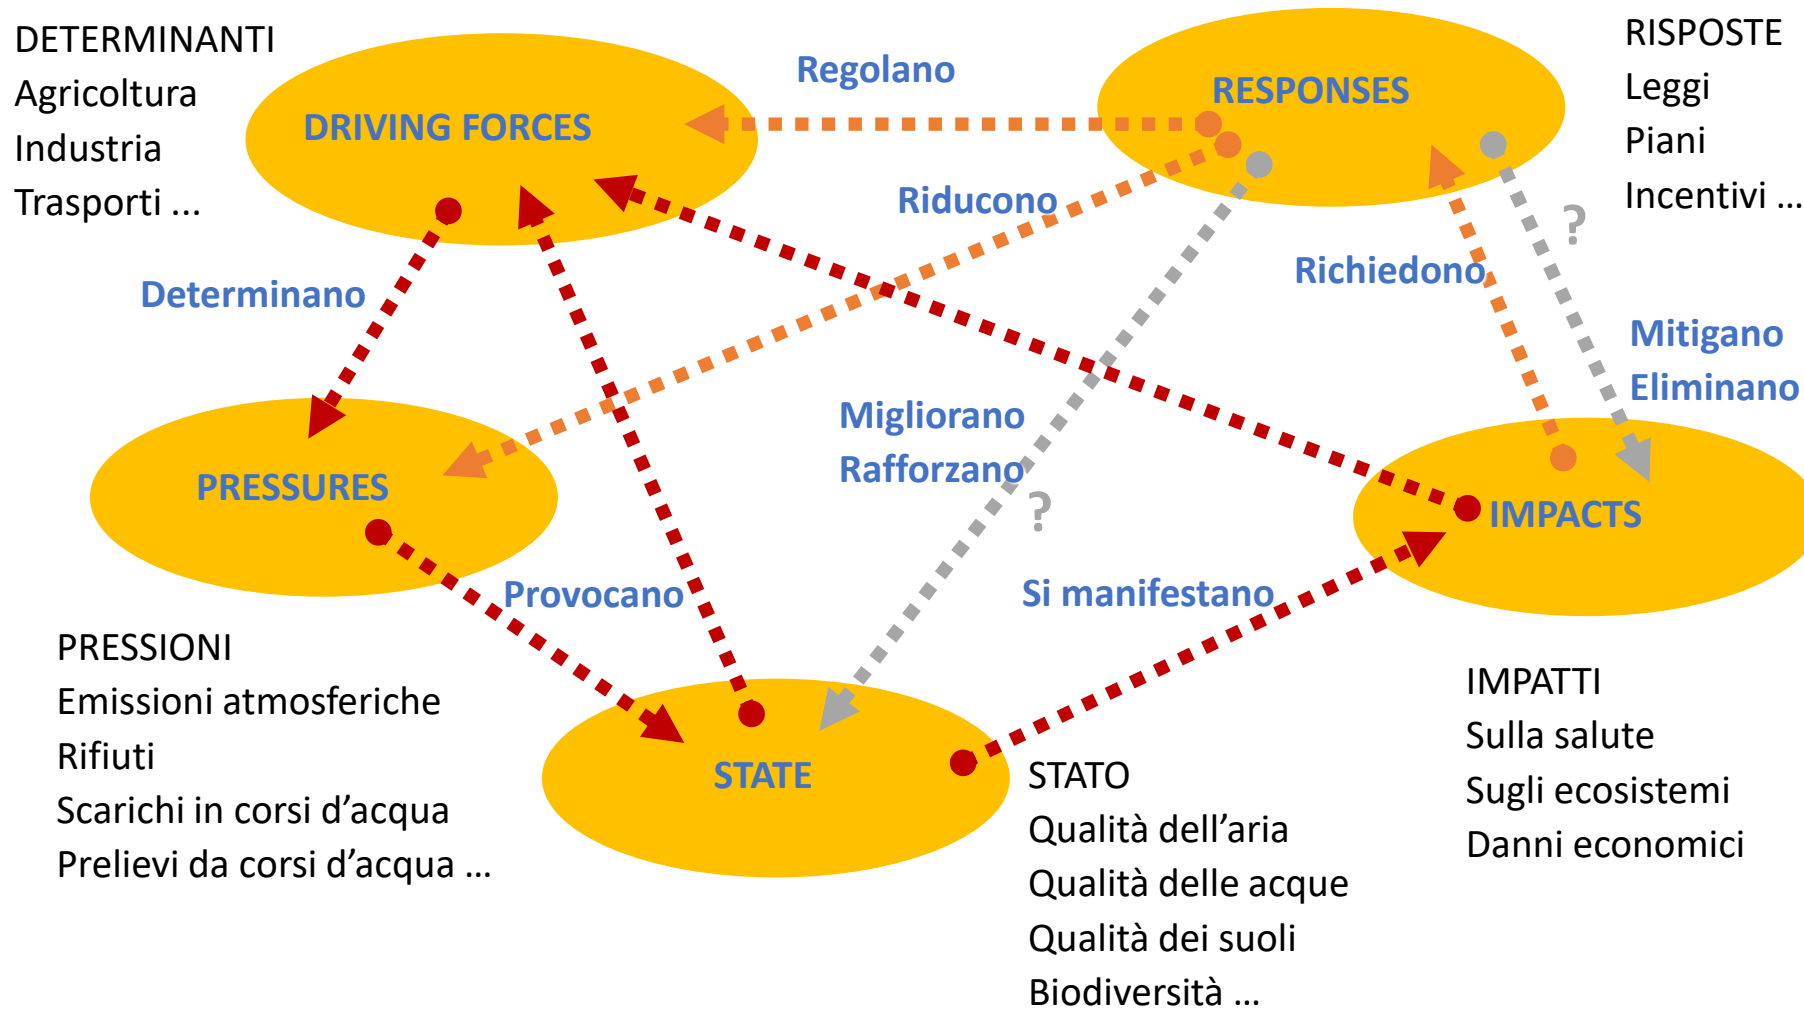 DETERMINANTI
Agricoltura
Industria
Trasporti ...
DRIVING FORCES
Regolano
RESPONSES
RISPOSTE
Leggi
Piani
Incentivi ...
Riducono
?
Determinano
Richiedono
Mitigano
Eliminano
Migliorano
Rafforzano
?
PRESSURES
IMPACTS
Provocano
Si manifestano
PRESSIONI
Emissioni atmosferiche
Rifiuti
Scarichi in corsi d’acqua
Prelievi da corsi d’acqua ...
STATE
STATO
Qualità dell’aria
Qualità delle acque
Qualità dei suoli
Biodiversità ...
IMPATTI
Sulla salute
Sugli ecosistemi
Danni economici